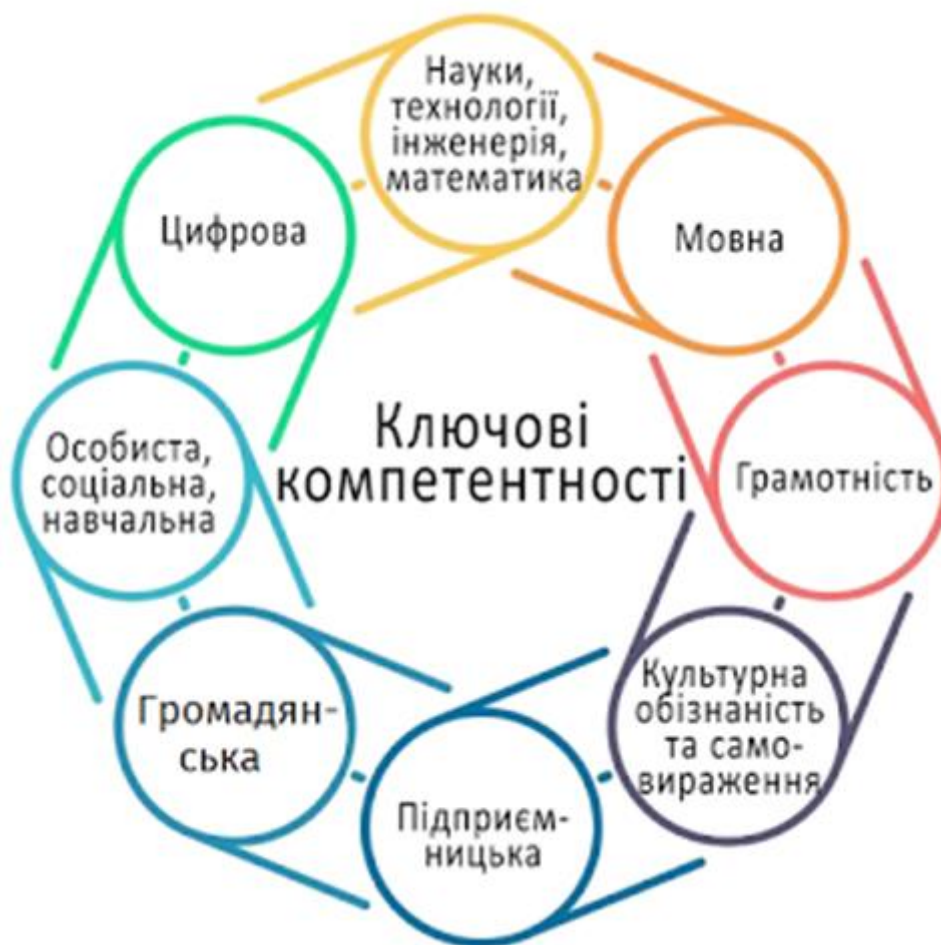 Ключові
компетентності
Науки,
технології,
інженерія,
математика
Мовна
Грамотність
Культурна
обізнаність
та само-
вираження
Підприєм-
ницька
Громадян-
ська
Особиста,
соціальна,
навчальна
Цифрова